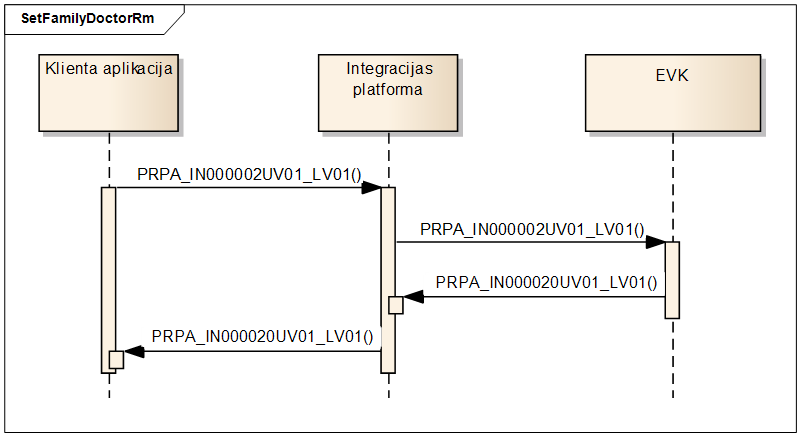 SetFamilyDoctorRm
Klienta aplikacija
Integracijas
platforma
EVK
PRPA_IN000002UV01_LV01()
PRPA_IN000002UV01_LV01()
PRPA_IN000020UV01_LV01()
PRPA_IN000020UV01_LV01()